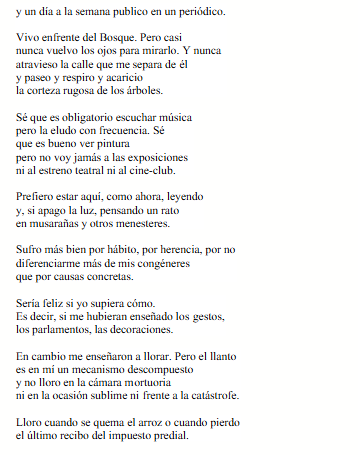 y un día a la semana publico en un periódico.
Vivo enfrente del Bosque. Pero casi
nunca vuelvo los ojos para mirarlo. Y nunca
atravieso la calle que me separa de él
y paseo y respiro y acaricio
la corteza rugosa de los árboles.
Sé que es obligatorio escuchar música
pero la eludo con frecuencia. Sé
que es bueno ver pintura
pero no voy jamás a las exposiciones
ni al estreno teatral ni al cine-club.
Prefiero estar aquí, como ahora, leyendo
y, si apago la luz, pensando un rato
en musarañas y otros menesteres.
Sufro más bien por hábito, por herencia, por no
diferenciarme más de mis congéneres
que por causas concretas.
Sería feliz si yo supiera cómo.
Es decir, si me hubieran enseñado los gestos,
los parlamentos, las decoraciones.
En cambio me enseñaron a llorar. Pero el llanto
es en mí un mecanismo descompuesto
y no lloro en la cámara mortuoria
ni en la ocasión sublime ni frente a la catástrofe.
Lloro cuando se quema el arroz o cuando pierdo
el último recibo del impuesto predial.